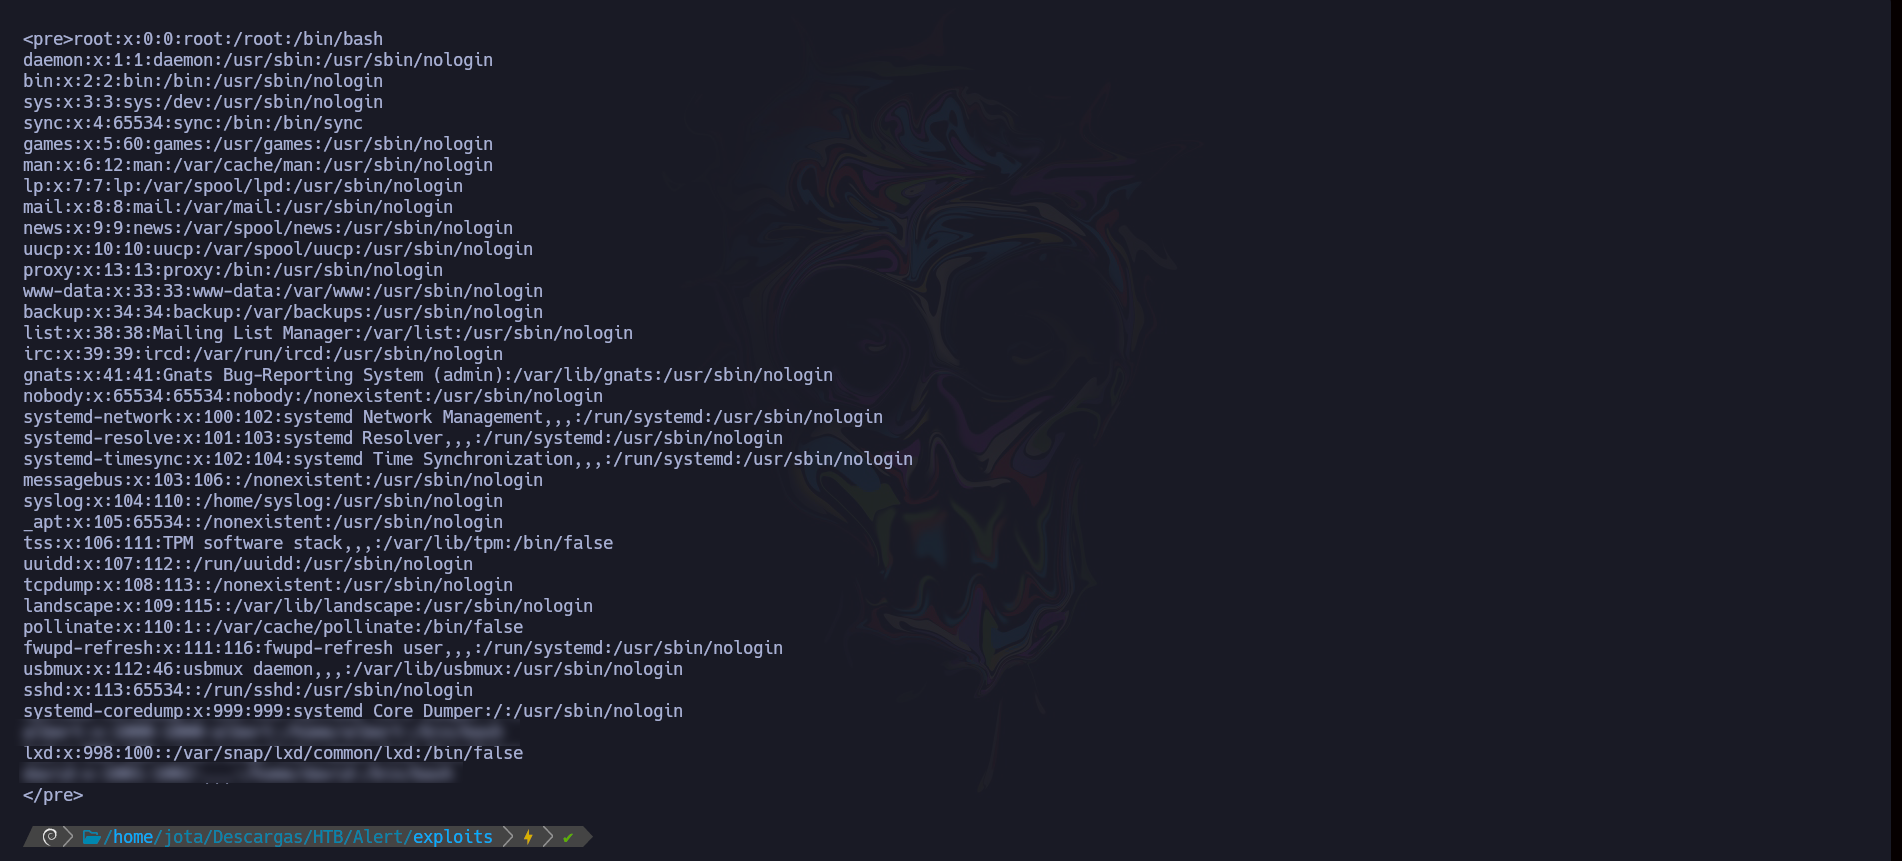 <pre>root:x:0:0:root:/root:/bin/bash
daemon:x:1:1:daemon:/usr/sbin:/usr/sbin/nologin
bin:x:2:2:bin:/bin:/usr/sbin/nologin
sys:x:3:3:sys:/dev:/usr/sbin/nologin
sync:x:4:65534:sync:/bin:/bin/sync
games:x:5:60:games:/usr/games:/usr/sbin/nologin
man:x:6:12:man:/var/cache/man:/usr/sbin/nologin
lp:x:7:7:lp:/var/spool/lpd:/usr/sbin/nologin
mail:x:8:8:mail:/var/mail:/usr/sbin/nologin
news:x:9:9:news:/var/spool/news:/usr/sbin/nologin
uucp:x:10:10:uucp:/var/spool/uucp:/usr/sbin/nologin
proxy:x:13:13:proxy:/bin:/usr/sbin/nologin
www-data:x:33:33:www-data:/var/www:/usr/sbin/nologin
backup:x:34:34:backup:/var/backups:/usr/sbin/nologin
list:x:38:38:Mailing List Manager:/var/list:/usr/sbin/nologin
irc:x:39:39:ircd:/var/run/ircd:/usr/sbin/nologin
gnats:x:41:41:Gnats Bug-Reporting System (admin):/var/lib/gnats:/usr/sbin/nologin
nobody:x:65534:65534:nobody:/nonexistent:/usr/sbin/nologin
systemd-network:x:100:102:systemd Network Management,,,:/run/systemd:/usr/sbin/nologin
systemd-resolve:x:101:103:systemd Resolver,,,:/run/systemd:/usr/sbin/nologin
systemd-timesync:x:102:104:systemd Time Synchronization,,,:/run/systemd:/usr/sbin/nologin
messagebus:x:103:106::/nonexistent:/usr/sbin/nologin
syslog:x:104:110::/home/syslog:/usr/sbin/nologin
_apt:x:105:65534::/nonexistent:/usr/sbin/nologin
tss:x:106:111:TPM software stack,,,:/var/lib/tpm:/bin/false
uuidd:x:107:112::/run/uuidd:/usr/sbin/nologin
tcpdump:x:108:113::/nonexistent:/usr/sbin/nologin
landscape:x:109:115::/var/lib/landscape:/usr/sbin/nologin
pollinate:x:110:1::/var/cache/pollinate:/bin/false
fwupd-refresh:x:111:116:fwupd-refresh user,,,:/run/systemd:/usr/sbin/nologin
usbmux:x:112:46:usbmux daemon,,,:/var/lib/usbmux:/usr/sbin/nologin
sshd:x:113:65534::/run/sshd:/usr/sbin/nologin
systemd-coredump:x:999:999:systemd Core Dumper:/:/usr/sbin/nologin
lxd:x:998:100::/var/snap/lxd/common/lxd:/bin/false
</pre>
/home/jota/Descargas/HTB/Alert/exploits